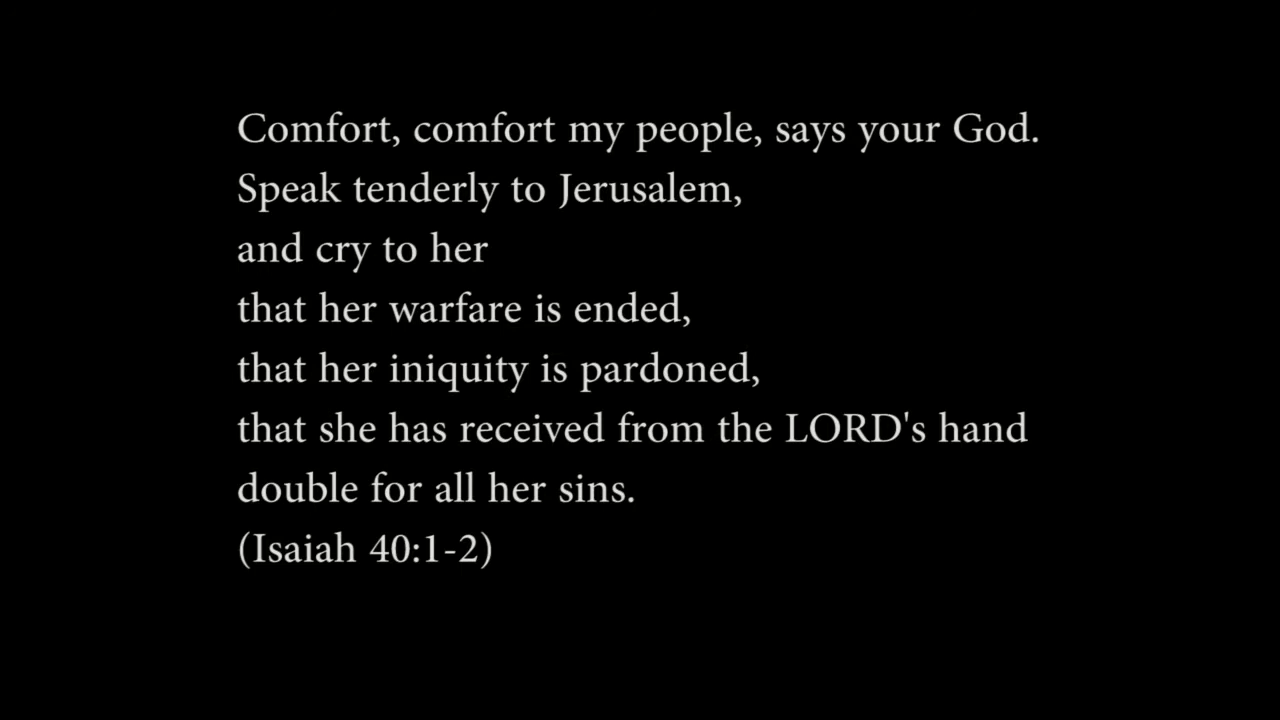 Comfort, comfort my people, says your God.
Speak tenderly to Jerusalem,
and cry to her
that her warfare is ended,
that her iniquity is pardoned,
that she has received from the LORD's hand
double for all her sins.
(Isaiah 40:1-2)